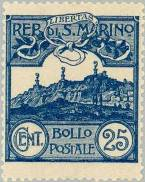 LIBERTAS
REP. DI S. MARINO
CENT. BOLLO 25
POSTALE